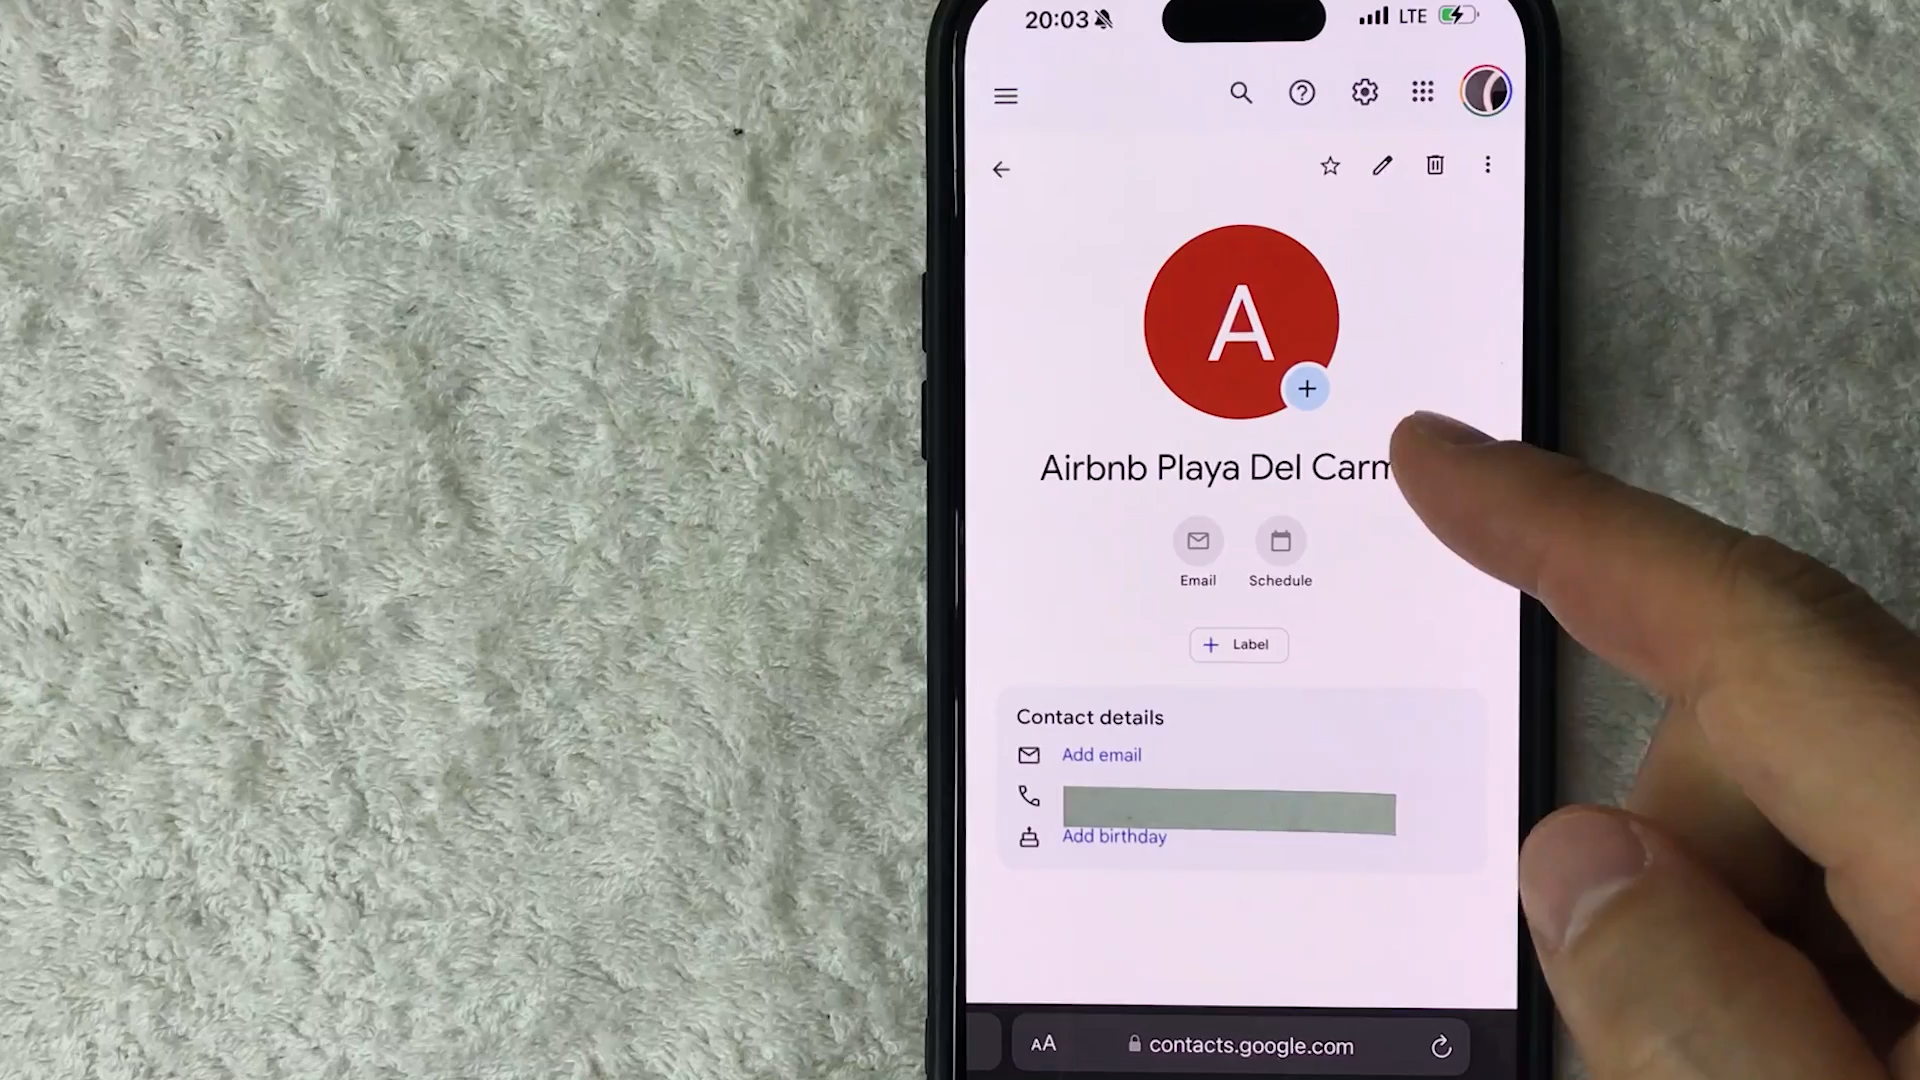 20:03 LTE
A
Airbnb Playa Del
Email Schedule
+ Label
Contact details
Add email
Add birthday
AA contacts.google.com